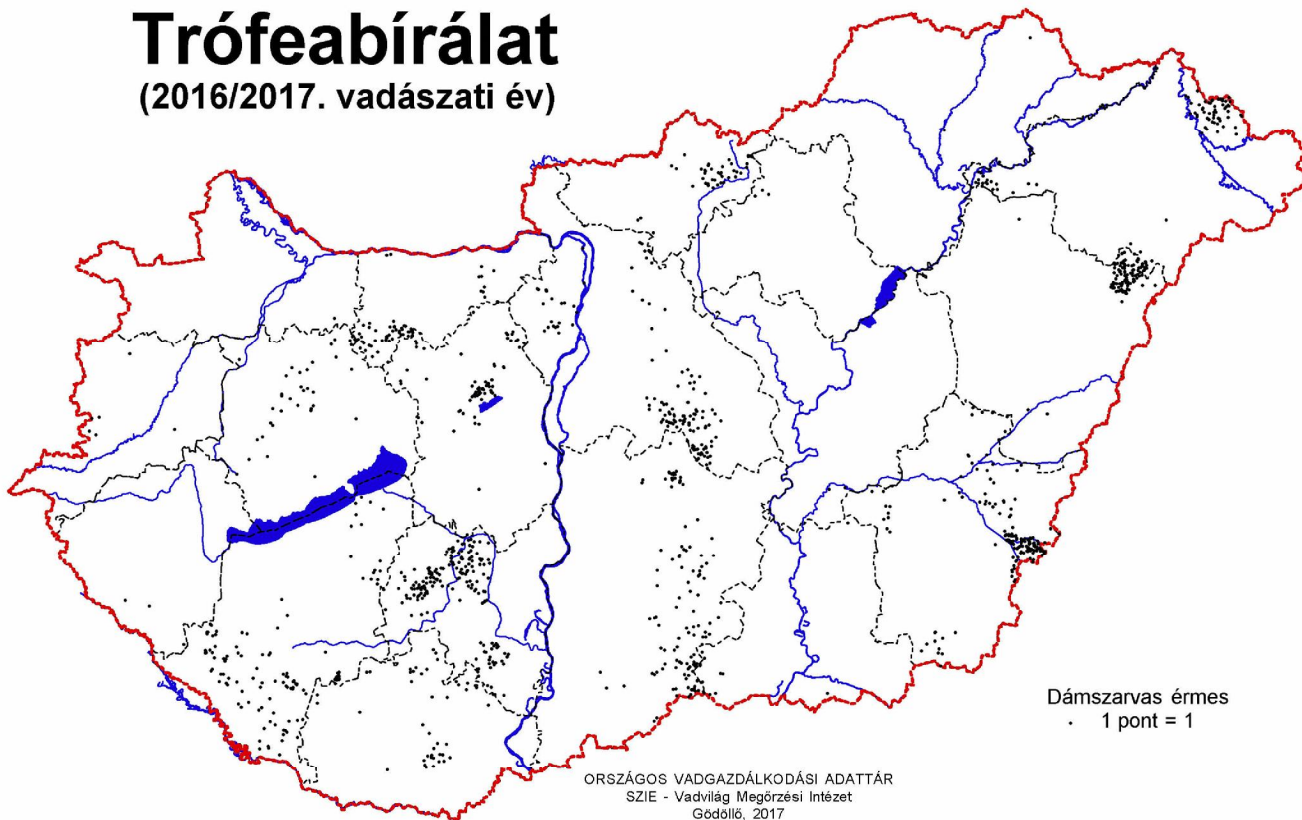 Trófeabírálat
(2016/2017. vadászati év)
Dámszarvas érmes
1 pont = 1
ORSZÁGOS VADGAZDÁLKODÁSI ADATTÁR
SZIE - Vadvilág Megőrzési Intézet
Gödöllő, 2017